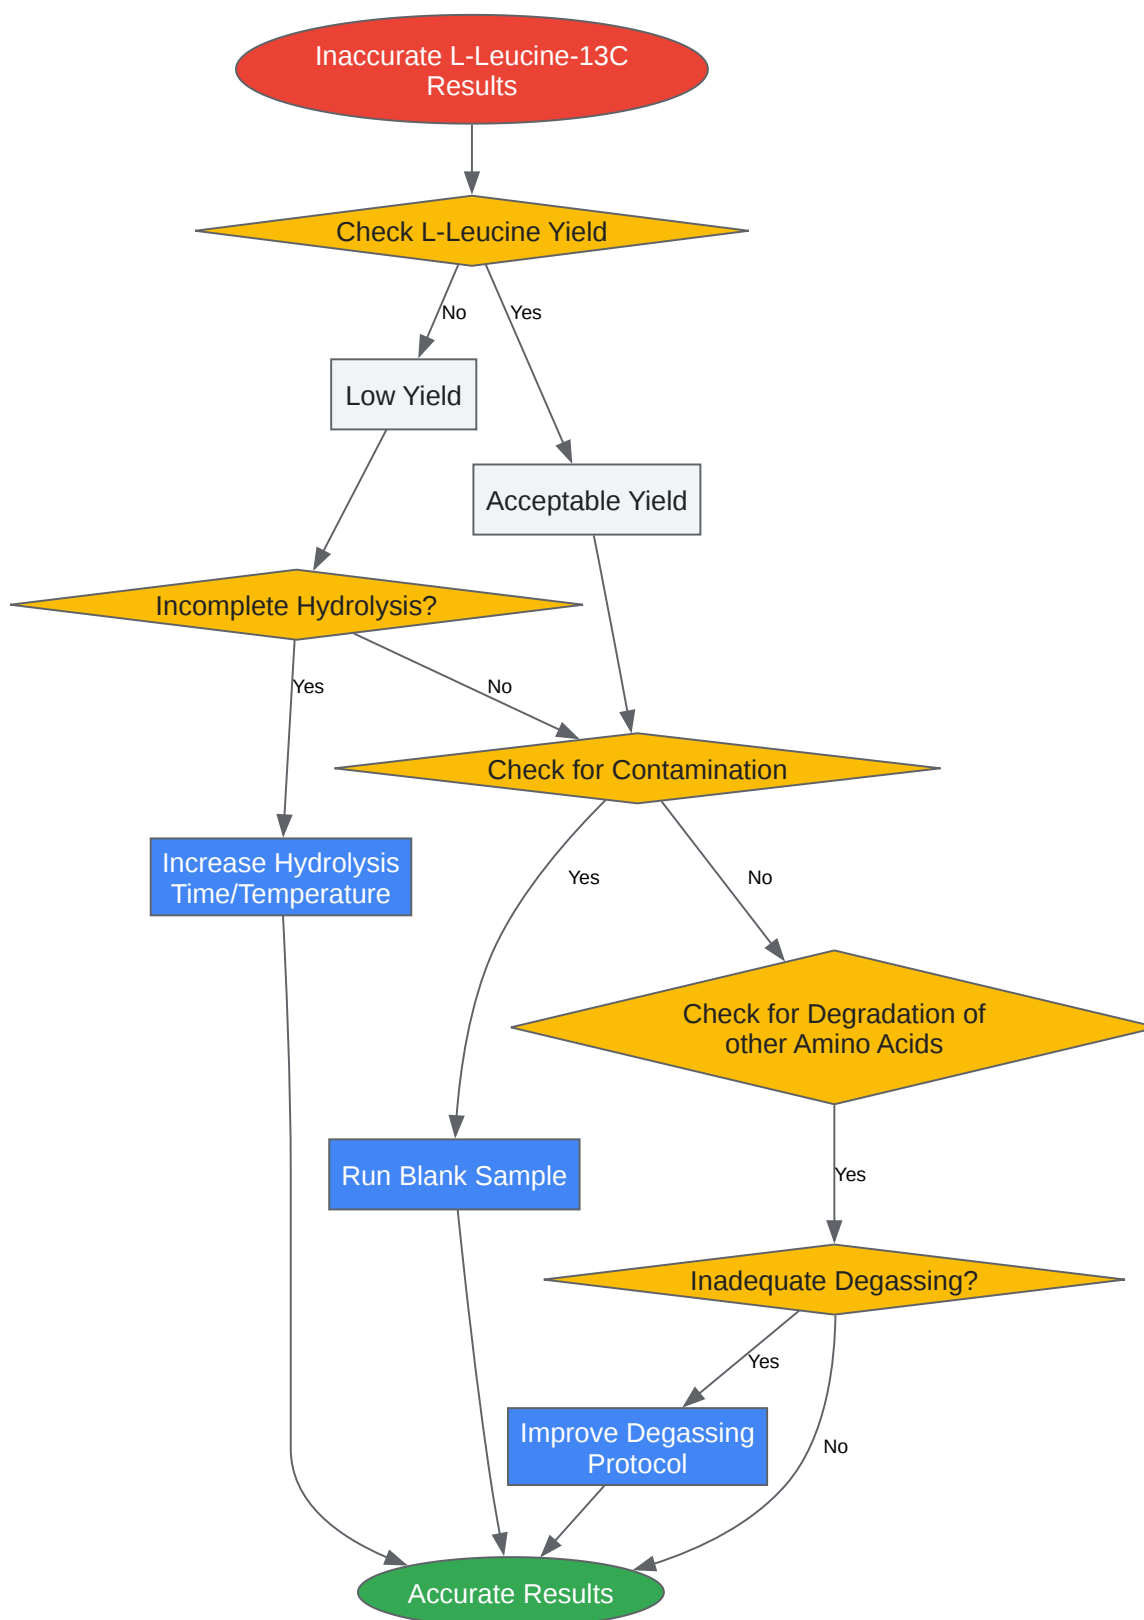 Inaccurate L-Leucine-13C
Results
Check L-Leucine Yield
No
Yes
Low Yield
Acceptable Yield
Incomplete Hydrolysis?
Yes
No
Check for Contamination
Increase Hydrolysis
Time/Temperature
Yes
No
Check for Degradation of
other Amino Acids
Run Blank Sample
Yes
Inadequate Degassing?
Yes
Improve Degassing
Protocol
No
Accurate Results